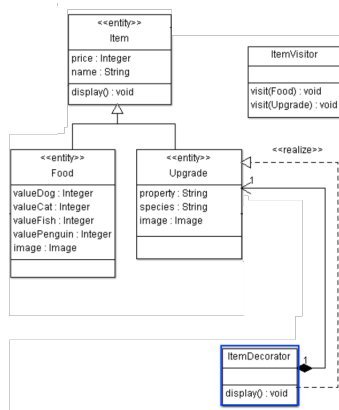 <<entity>>
Item
price : Integer
name : String
display() : void
ItemVisitor
visit(Food) : void
visit(Upgrade) : void
<<realize>>
<<entity>>
Food
valueDog : Integer
valueCat : Integer
valueFish : Integer
valuePenguin : Integer
image : Image
<<entity>>
Upgrade
property : String
species : String
image : Image
1
ItemDecorator
1
display() : void